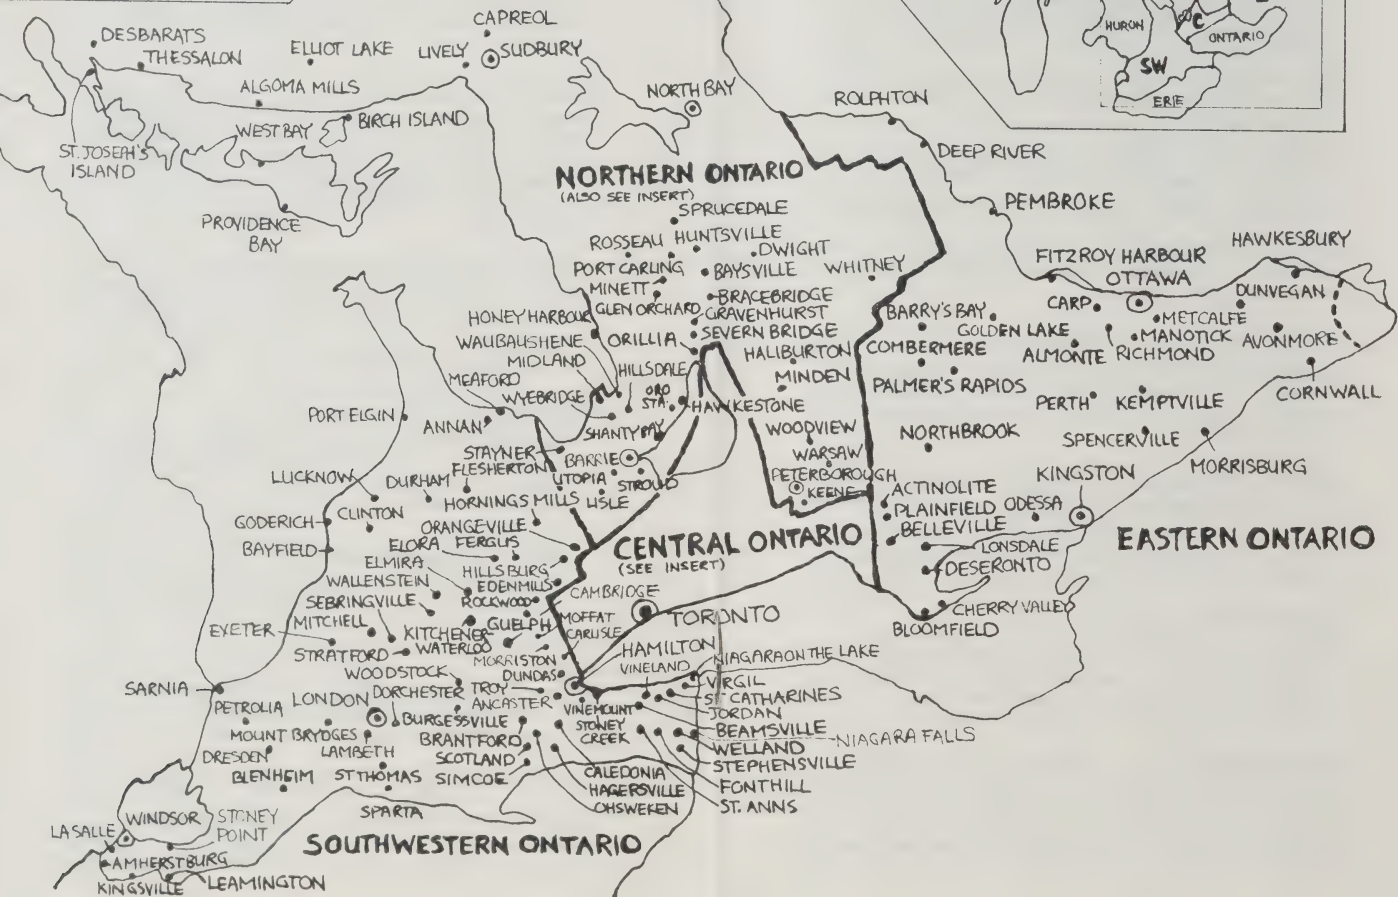 CAPREOL
DESBARATS
THESSALON
ELLIOT LAKE
LIVELY
SUDBURY
ALGOMA MILLS
WEST BAY
BIRCH ISLAND
ST. JOSEPH'S
ISLAND
PROVIDENCE
BAY
NORTH BAY
HURON
C
ONTARIO
SW
ERIE
ROLPHTON
DEEP RIVER
PEMBROKE
NORTHERN ONTARIO
(ALSO SEE INSERT)
SPRUCEDALE
ROSSEAU
HUNTSVILLE
DWIGHT
PORT CARLING
BAYSVILLE
WHITNEY
MINETT
BRACEBRIDGE
GLEN ORCHARD
GRAVENHURST
HONEY HARBOUR
SEVERN BRIDGE
WAUBAUSHENE
ORILLIA
HALIBURTON
MIDLAND
HILLSDALE
MINDEN
MEAFORD
WYEBRIDGE
ORO
STA.
HAWKESTONE
PORT ELGIN
ANNAN
SHANTY BAY
WOODVIEW
STAYNER
BARRIE
WARSAW
FLESHERTON
UTOPIA
STROUD
PETERBOROUGH
KEENE
LUCKNOW
DURHAM
HORNINGS MILLS
LISLE
FITZROY HARBOUR
HAWKESBURY
OTTAWA
DUNVEGAN
BARRY'S BAY
CARP
METCALFE
GOLDEN LAKE
MANOTICK
AVONMORE
COMBERMERE
ALMONTE
RICHMOND
PALMER'S RAPIDS
CORNWALL
PERTH
KEMPTVILLE
NORTHBROOK
SPENCERVILLE
MORRISBURG
KINGSTON
ACTINOLITE
PLAINFIELD
ODESSA
BELLEVILLE
LONSDALE
DESERONTO
CHERRY VALLEY
BLOOMFIELD
EASTERN ONTARIO
GODERICH
CLINTON
ORANGEVILLE
BAYFIELD
ELORA
FERGUS
CENTRAL ONTARIO
(SEE INSERT)
ELMIRA
HILLSBURG
WALLENSTEIN
EDEN MILLS
CAMBRIDGE
SEBRINGVILLE
ROCKWOOD
TORONTO
MITCHELL
GUELPH
MOFFAT
EXETER
KITCHENER
CARLISLE
STRATFORD
WATERLOO
HAMILTON
MORRISTON
VINELAND
NIAGARA ON THE LAKE
WOODSTOCK
DUNDAS
VIRGIL
SARNIA
LONDON
DORCHESTER
TROY
ST. CATHARINES
ANCASTER
PETROLIA
VINEMOUNT
JORDAN
BURGESSVILLE
STONEY
CREEK
BEAMSVILLE
MOUNT BRYDGES
BRANTFORD
WELLAND
NIAGARA FALLS
DRESDEN
LAMBETH
SCOTLAND
STEPHENSVILLE
BLENHEIM
ST THOMAS
SIMCOE
CALEDONIA
HAGERSVILLE
FONTHILL
OHSWEKEN
ST. ANNS
SPARTA
WINDSOR
STONEY
POINT
LA SALLE
SOUTHWESTERN ONTARIO
AMHERSTBURG
KINGSVILLE
LEAMINGTON